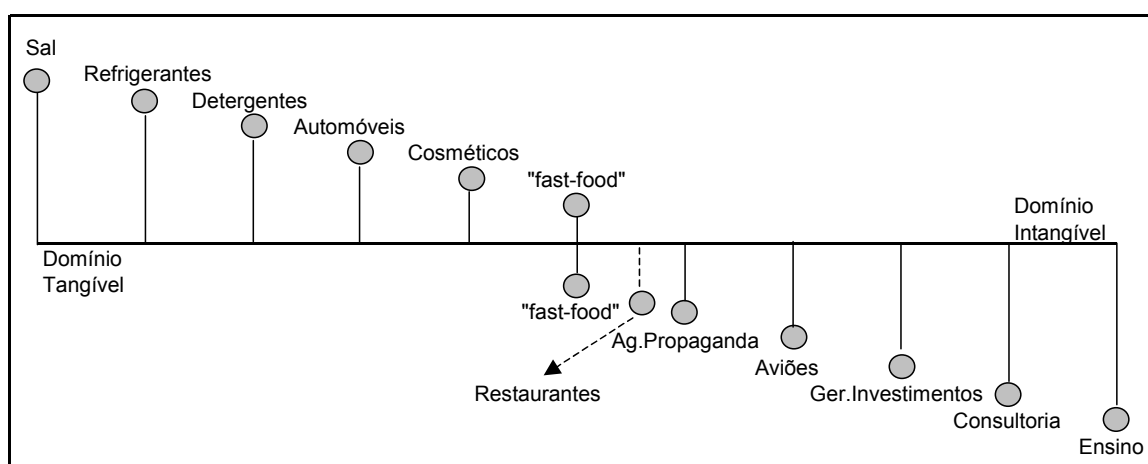 Sal
Refrigerantes
Detergentes
Automóveis
Cosméticos
"fast-food"
Domínio
Intangível
Domínio
Tangível
"fast-food"
Ag.Propaganda
Aviões
Restaurantes
Ger.Investimentos
Consultoria
Ensino